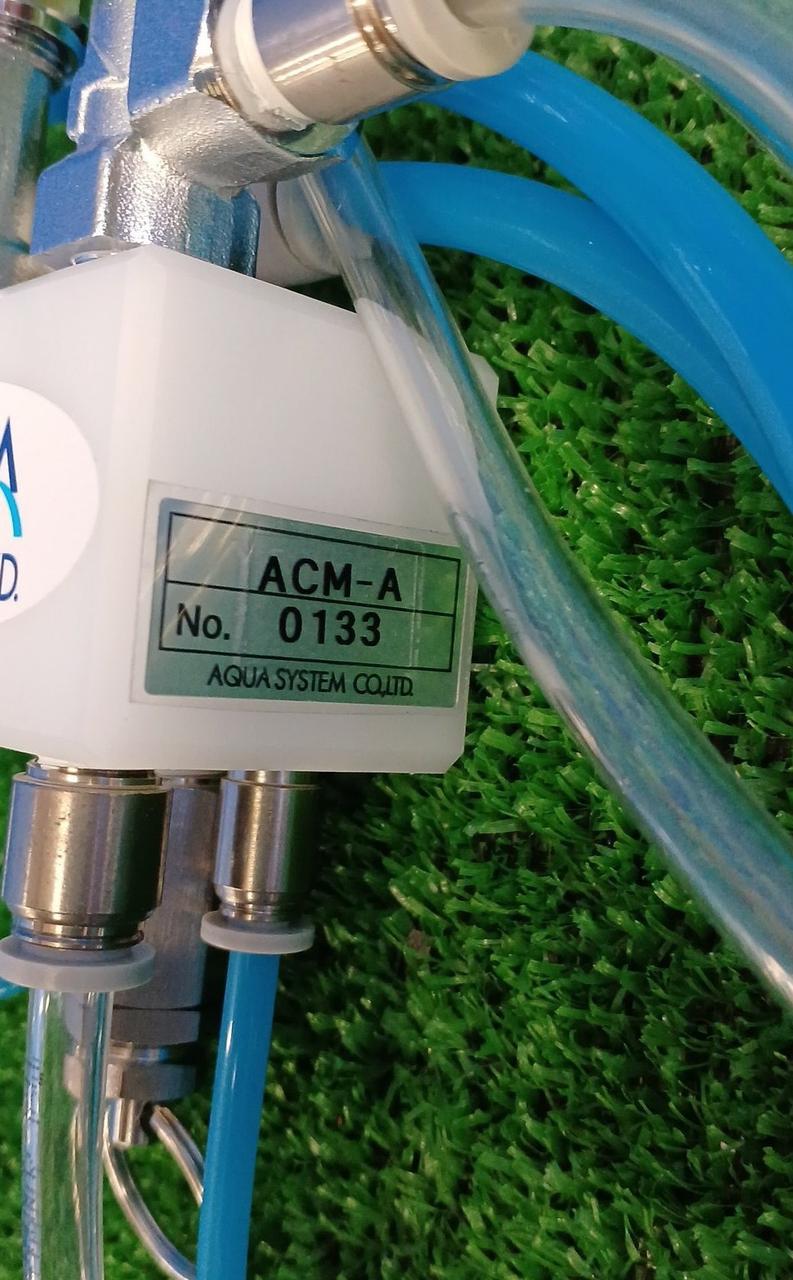 ACM-A
No. 0133
AQUA SYSTEM CO.,LTD.